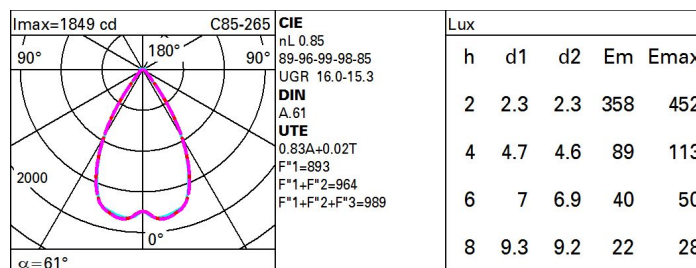 Imax=1849 cd C85-265
90° 180° 90°
2000
0°
α=61°
CIE
nL 0.85
89-96-99-98-85
UGR 16.0-15.3
DIN
A.61
UTE
0.83A+0.02T
F"1=893
F"1+F"2=964
F"1+F"2+F"3=989
Lux
h d1 d2 Em Emax
2 2.3 2.3 358 452
4 4.7 4.6 89 113
6 7 6.9 40 50
8 9.3 9.2 22 28